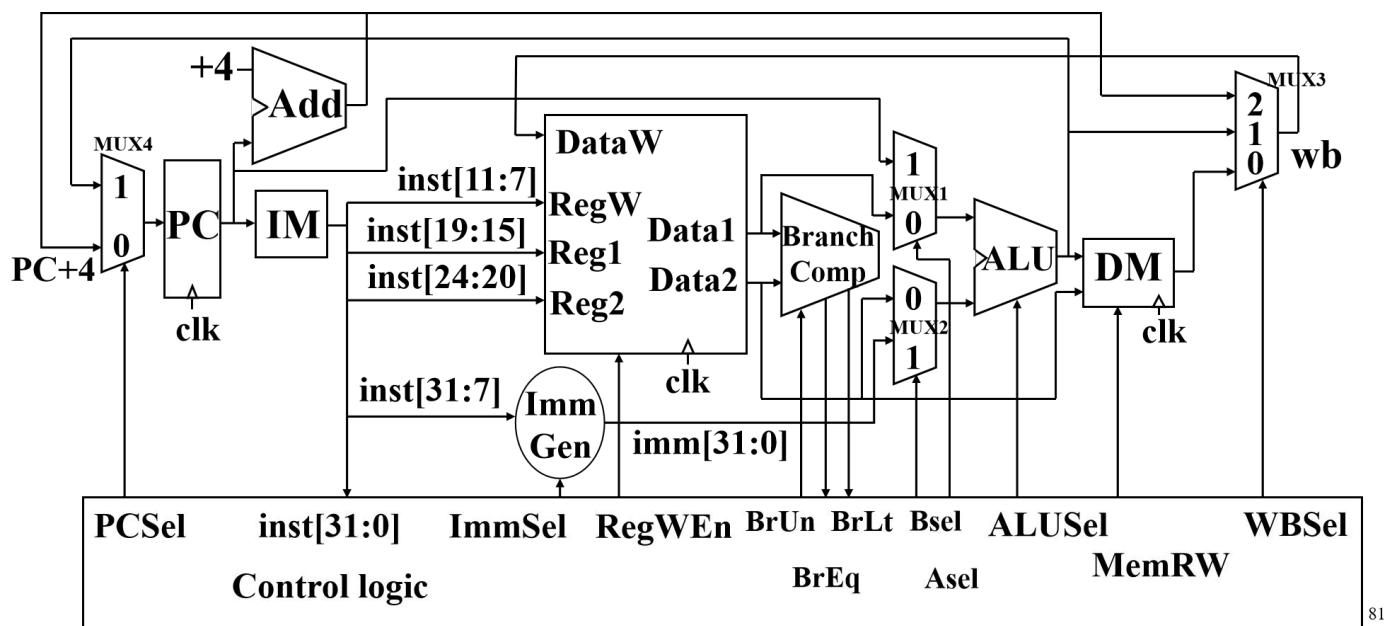 +4
Add
MUX3
2
1
0
wb
MUX4
1
0
PC
PC+4
clk
IM
inst[11:7]
inst[19:15]
inst[24:20]
DataW
RegW
Reg1
Reg2
Data1
Data2
clk
Branch
Comp
1
MUX1
0
0
MUX2
1
ALU
DM
clk
inst[31:7]
Imm
Gen
imm[31:0]
PCSel
inst[31:0]
ImmSel
RegWEn
BrUn
BrLt
Bsel
ALUSel
WBSel
BrEq
Asel
MemRW
Control logic
81